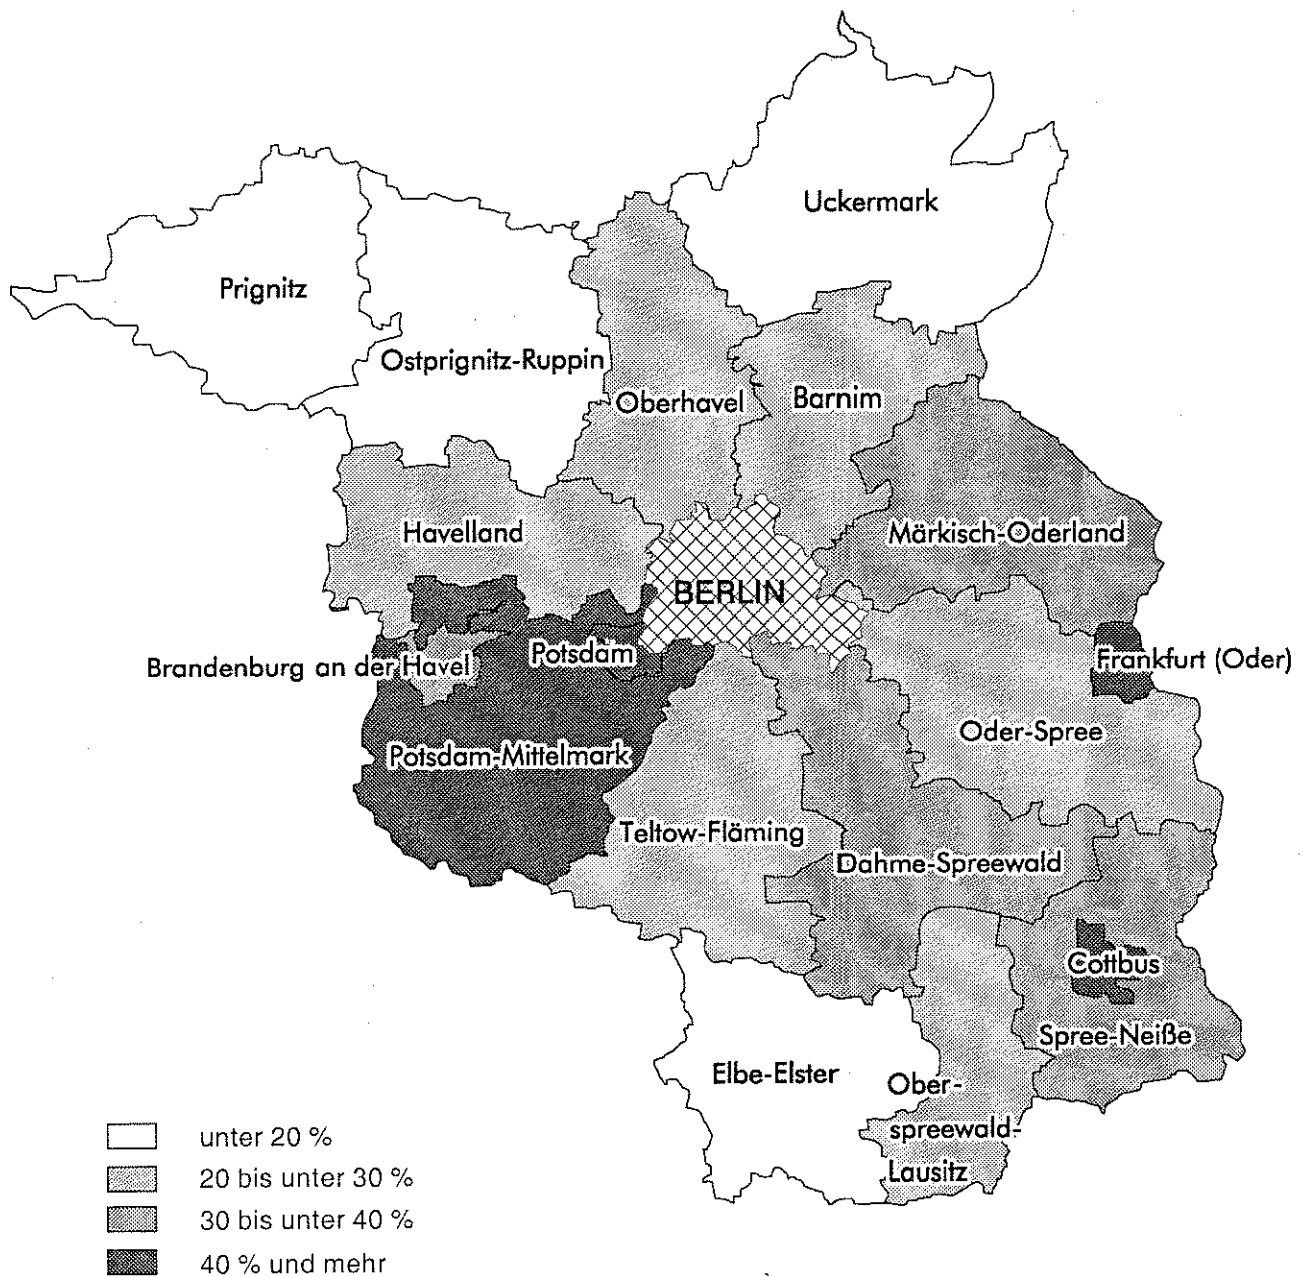 Uckermark
Prignitz
Ostprignitz-Ruppin
Oberhavel
Barnim
Havelland
Märkisch-Oderland
BERLIN
Brandenburg an der Havel
Potsdam
Frankfurt (Oder)
Oder-Spree
Potsdam-Mittelmark
Teltow-Fläming
Dahme-Spreewald
Cottbus
Spree-Neiße
Elbe-Elster
Ober-
spreewald-
Lausitz
unter 20 %
20 bis unter 30 %
30 bis unter 40 %
40 % und mehr